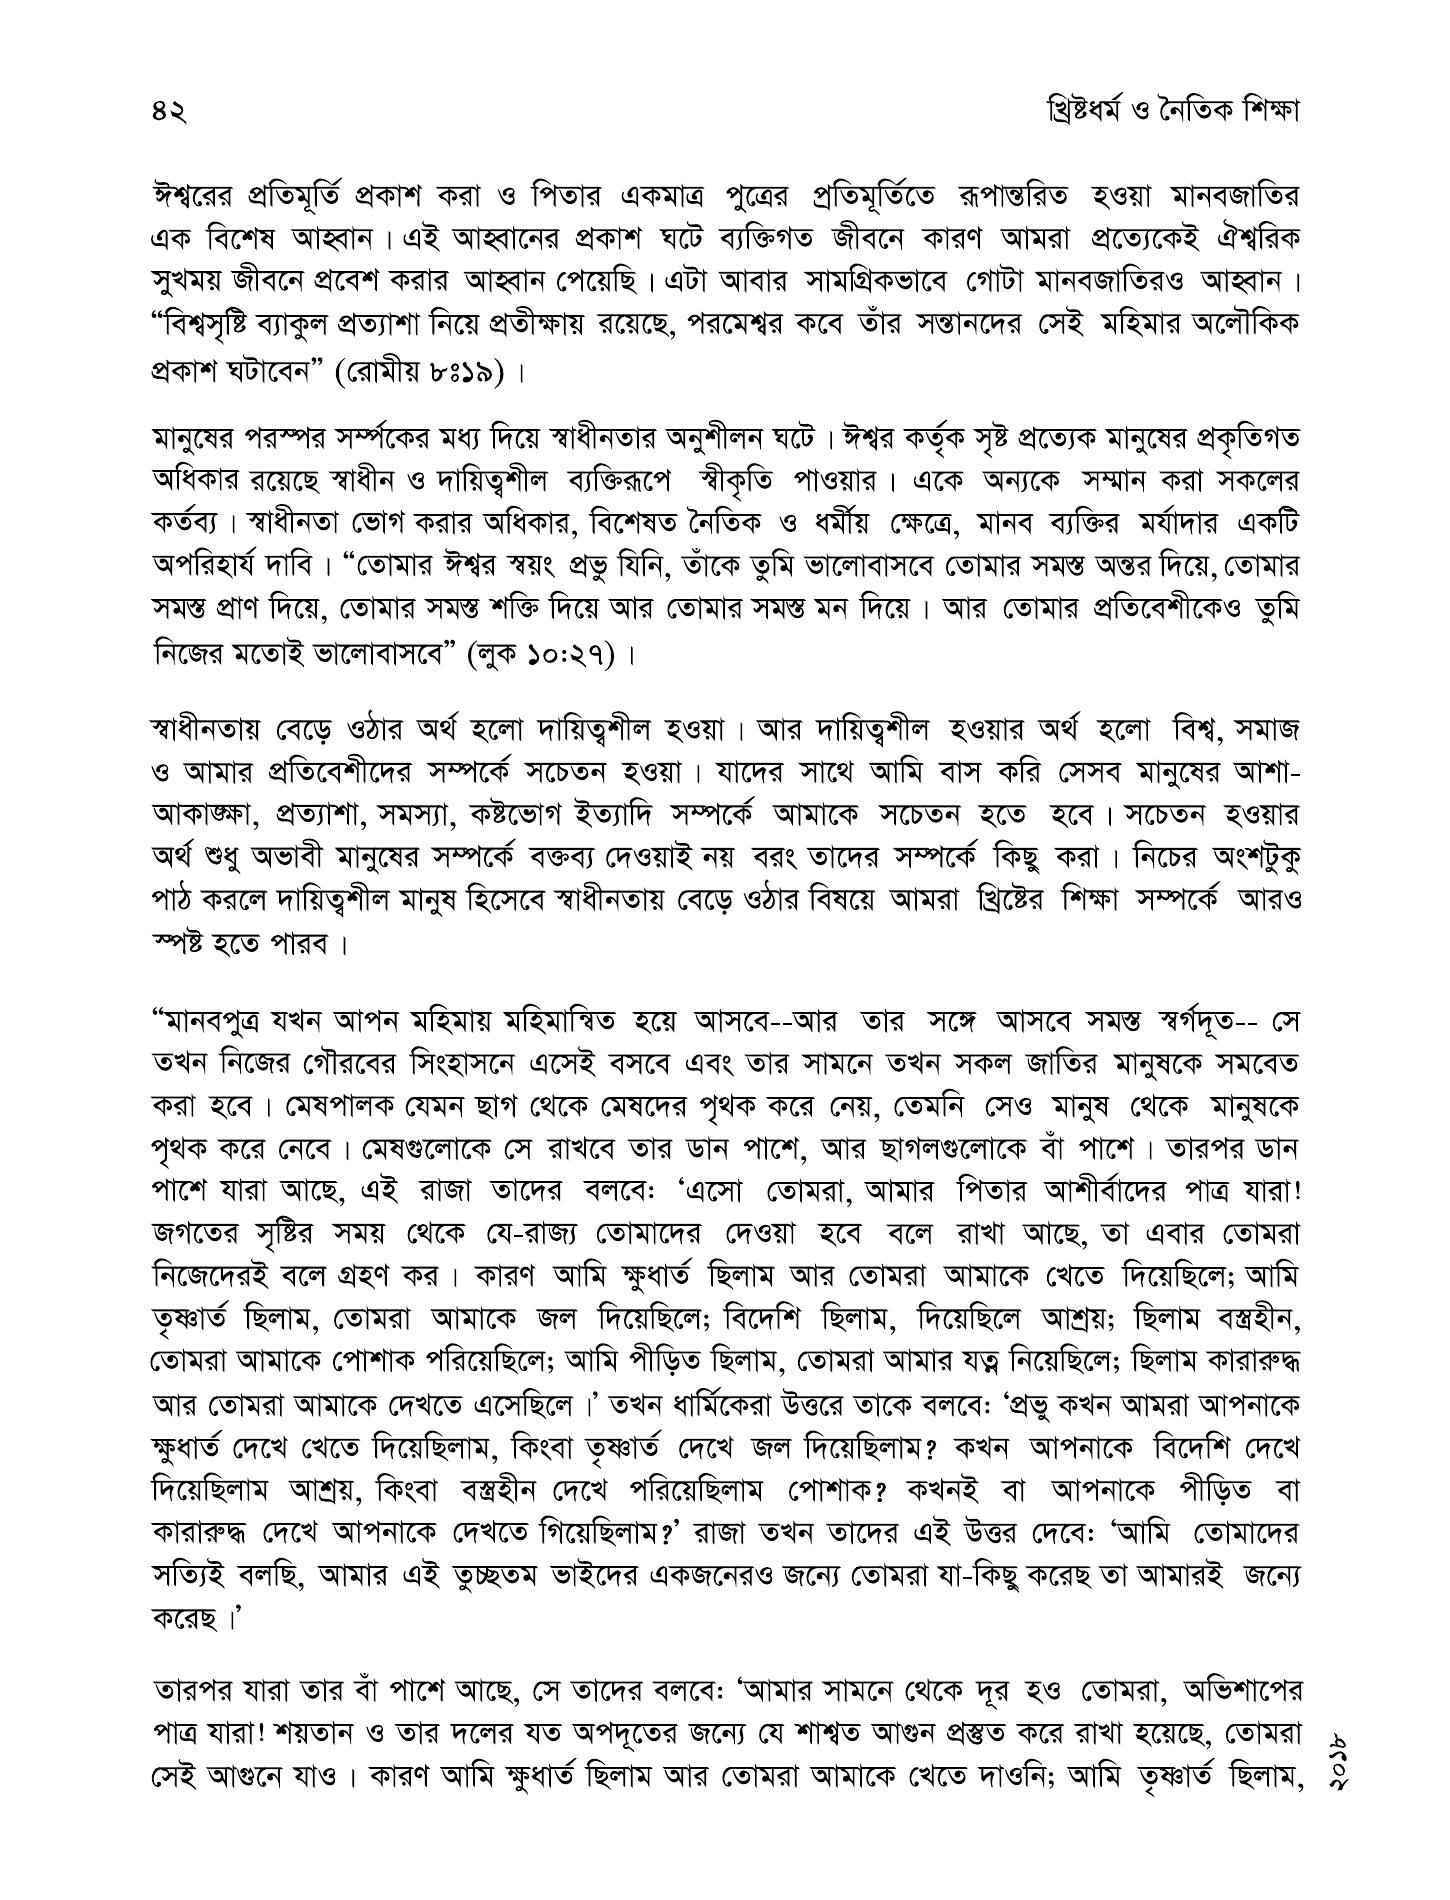 ৪২
খ্রিষ্টধর্ম ও নৈতিক শিক্ষা
ঈশ্বরের প্রতিমূর্তি প্রকাশ করা ও পিতার একমাত্র পুত্রের প্রতিমূর্তিতে রূপান্তরিত হওয়া মানবজাতির
এক বিশেষ আহ্বান। এই আহ্বানের প্রকাশ ঘটে ব্যক্তিগত জীবনে কারণ আমরা প্রত্যেকেই ঐশ্বরিক
সুখময় জীবনে প্রবেশ করার আহ্বান পেয়েছি। এটা আবার সামগ্রিকভাবে গোটা মানবজাতিরও আহ্বান।
“বিশ্বসৃষ্টি ব্যাকুল প্রত্যাশা নিয়ে প্রতীক্ষায় রয়েছে, পরমেশ্বর কবে তাঁর সন্তানদের সেই মহিমার অলৌকিক
প্রকাশ ঘটাবেন” (রোমীয় ৮ঃ১৯)।
মানুষের পরস্পর সর্ম্পকের মধ্য দিয়ে স্বাধীনতার অনুশীলন ঘটে। ঈশ্বর কর্তৃক সৃষ্ট প্রত্যেক মানুষের প্রকৃতিগত
অধিকার রয়েছে স্বাধীন ও দায়িত্বশীল ব্যক্তিরূপে স্বীকৃতি পাওয়ার। একে অন্যকে সম্মান করা সকলের
কর্তব্য। স্বাধীনতা ভোগ করার অধিকার, বিশেষত নৈতিক ও ধর্মীয় ক্ষেত্রে, মানব ব্যক্তির মর্যাদার একটি
অপরিহার্য দাবি। “তোমার ঈশ্বর স্বয়ং প্রভু যিনি, তাঁকে তুমি ভালোবাসবে তোমার সমস্ত অন্তর দিয়ে, তোমার
সমস্ত প্রাণ দিয়ে, তোমার সমস্ত শক্তি দিয়ে আর তোমার সমস্ত মন দিয়ে। আর তোমার প্রতিবেশীকেও তুমি
নিজের মতোই ভালোবাসবে” (লুক ১০:২৭)।
স্বাধীনতায় বেড়ে ওঠার অর্থ হলো দায়িত্বশীল হওয়া। আর দায়িত্বশীল হওয়ার অর্থ হলো বিশ্ব, সমাজ
ও আমার প্রতিবেশীদের সম্পর্কে সচেতন হওয়া। যাদের সাথে আমি বাস করি সেসব মানুষের আশা-
আকাঙ্ক্ষা, প্রত্যাশা, সমস্যা, কষ্টভোগ ইত্যাদি সম্পর্কে আমাকে সচেতন হতে হবে। সচেতন হওয়ার
অর্থ শুধু অভাবী মানুষের সম্পর্কে বক্তব্য দেওয়াই নয় বরং তাদের সম্পর্কে কিছু করা। নিচের অংশটুকু
পাঠ করলে দায়িত্বশীল মানুষ হিসেবে স্বাধীনতায় বেড়ে ওঠার বিষয়ে আমরা খ্রিষ্টের শিক্ষা সম্পর্কে আরও
স্পষ্ট হতে পারব।
“মানবপুত্র যখন আপন মহিমায় মহিমান্বিত হয়ে আসবে--আর তার সঙ্গে আসবে সমস্ত স্বর্গদূত-- সে
তখন নিজের গৌরবের সিংহাসনে এসেই বসবে এবং তার সামনে তখন সকল জাতির মানুষকে সমবেত
করা হবে। মেষপালক যেমন ছাগ থেকে মেষদের পৃথক করে নেয়, তেমনি সেও মানুষ থেকে মানুষকে
পৃথক করে নেবে। মেষগুলোকে সে রাখবে তার ডান পাশে, আর ছাগলগুলোকে বাঁ পাশে। তারপর ডান
পাশে যারা আছে, এই রাজা তাদের বলবে: ‘এসো তোমরা, আমার পিতার আশীর্বাদের পাত্র যারা!
জগতের সৃষ্টির সময় থেকে যে-রাজ্য তোমাদের দেওয়া হবে বলে রাখা আছে, তা এবার তোমরা
নিজেদেরই বলে গ্রহণ কর। কারণ আমি ক্ষুধার্ত ছিলাম আর তোমরা আমাকে খেতে দিয়েছিলে; আমি
তৃষ্ণার্ত ছিলাম, তোমরা আমাকে জল দিয়েছিলে; বিদেশি ছিলাম, দিয়েছিলে আশ্রয়; ছিলাম বস্ত্রহীন,
তোমরা আমাকে পোশাক পরিয়েছিলে; আমি পীড়িত ছিলাম, তোমরা আমার যত্ন নিয়েছিলে; ছিলাম কারারুদ্ধ
আর তোমরা আমাকে দেখতে এসেছিলে।’ তখন ধার্মিকেরা উত্তরে তাকে বলবে: ‘প্রভু কখন আমরা আপনাকে
ক্ষুধার্ত দেখে খেতে দিয়েছিলাম, কিংবা তৃষ্ণার্ত দেখে জল দিয়েছিলাম? কখন আপনাকে বিদেশি দেখে
দিয়েছিলাম আশ্রয়, কিংবা বস্ত্রহীন দেখে পরিয়েছিলাম পোশাক? কখনই বা আপনাকে পীড়িত বা
কারারুদ্ধ দেখে আপনাকে দেখতে গিয়েছিলাম?’ রাজা তখন তাদের এই উত্তর দেবে: ‘আমি তোমাদের
সত্যিই বলছি, আমার এই তুচ্ছতম ভাইদের একজনেরও জন্যে তোমরা যা-কিছু করেছ তা আমারই জন্যে
করেছ।’
তারপর যারা তার বাঁ পাশে আছে, সে তাদের বলবে: ‘আমার সামনে থেকে দূর হও তোমরা, অভিশাপের
পাত্র যারা! শয়তান ও তার দলের যত অপদূতের জন্যে যে শাশ্বত আগুন প্রস্তুত করে রাখা হয়েছে, তোমরা
সেই আগুনে যাও। কারণ আমি ক্ষুধার্ত ছিলাম আর তোমরা আমাকে খেতে দাওনি; আমি তৃষ্ণার্ত ছিলাম,
২০১৮